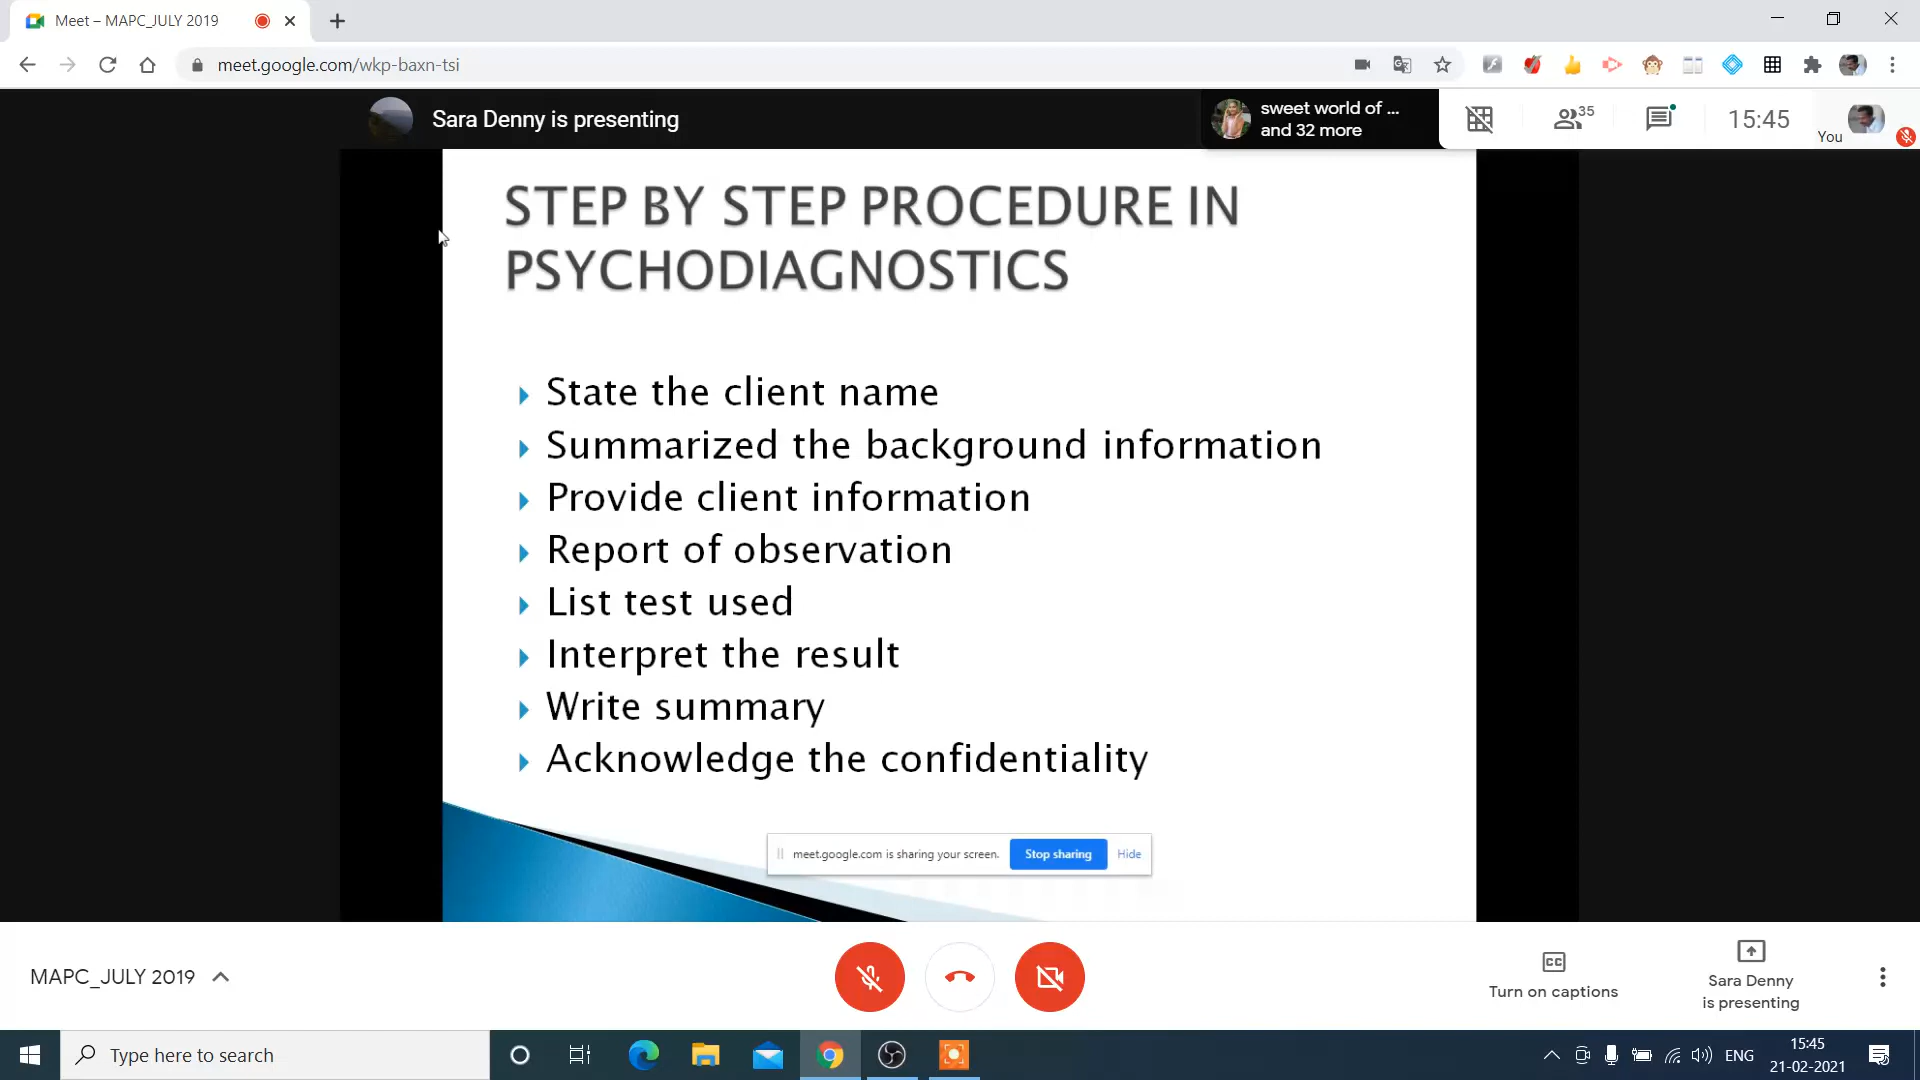 Meet – MAPC_JULY 2019
meet.google.com/wkp-baxn-tsi
Sara Denny is presenting
sweet world of ...
and 32 more
35
15:45
You
STEP BY STEP PROCEDURE IN
PSYCHODIAGNOSTICS
State the client name
Summarized the background information
Provide client information
Report of observation
List test used
Interpret the result
Write summary
Acknowledge the confidentiality
meet.google.com is sharing your screen.
Stop sharing
Hide
MAPC_JULY 2019
CC
Turn on captions
Sara Denny
is presenting
Type here to search
ENG
15:45
21-02-2021